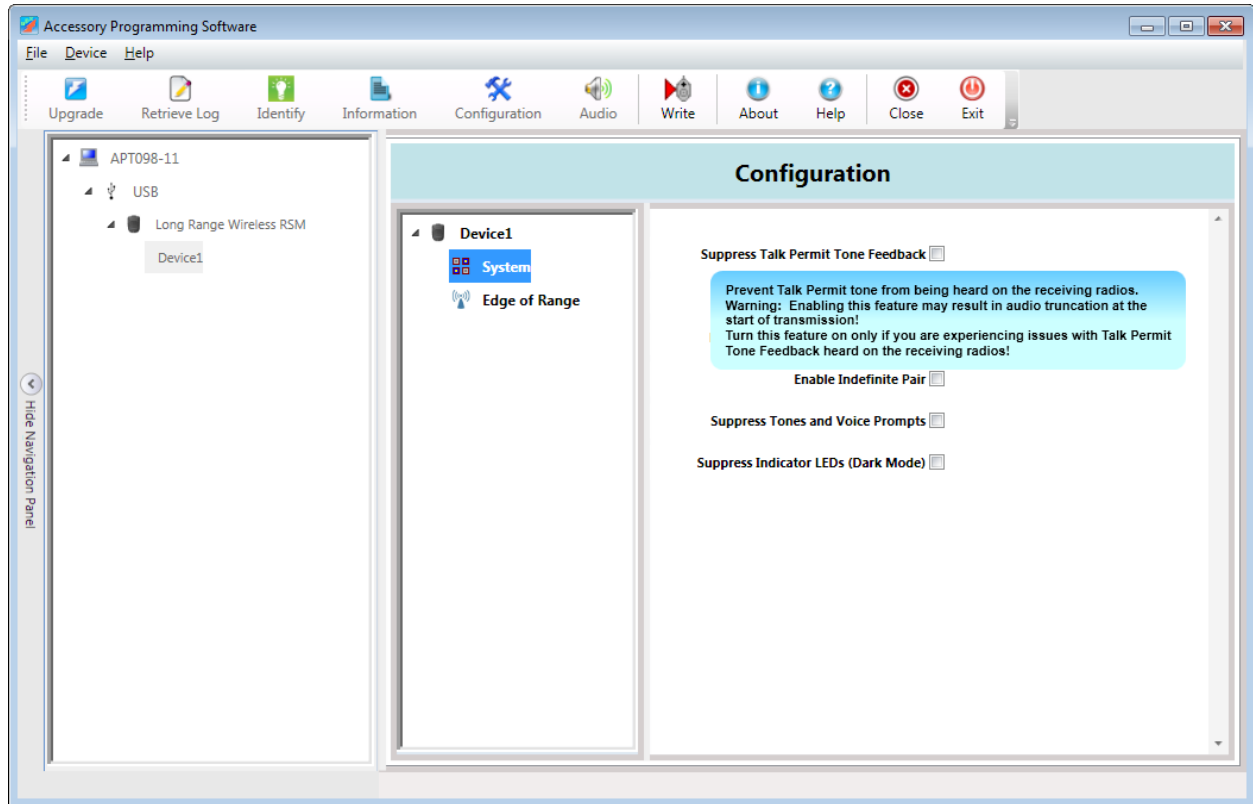 Accessory Programming Software
File Device Help
Upgrade Retrieve Log Identify Information Configuration Audio Write About Help Close Exit
Hide Navigation Panel
APT098-11
USB
Long Range Wireless RSM
Device1
Configuration
Device1
System
Edge of Range
Suppress Talk Permit Tone Feedback
Prevent Talk Permit tone from being heard on the receiving radios.
Warning: Enabling this feature may result in audio truncation at the
start of transmission!
Turn this feature on only if you are experiencing issues with Talk Permit
Tone Feedback heard on the receiving radios!
Enable Indefinite Pair
Suppress Tones and Voice Prompts
Suppress Indicator LEDs (Dark Mode)